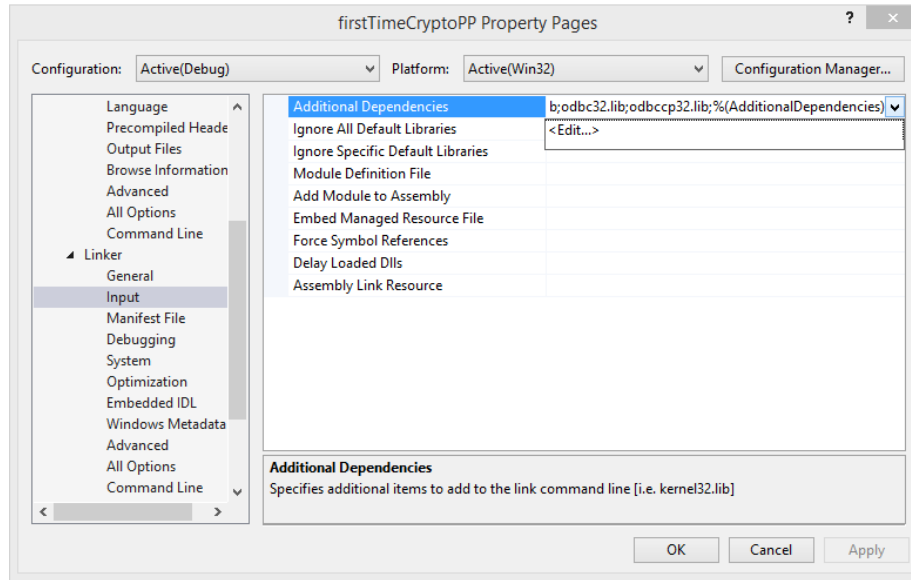 firstTimeCryptoPP Property Pages
?
Configuration:
Active(Debug)
Platform:
Active(Win32)
Configuration Manager...
Language
Precompiled Heade
Output Files
Browse Information
Advanced
All Options
Command Line
Linker
General
Input
Manifest File
Debugging
System
Optimization
Embedded IDL
Windows Metadata
Advanced
All Options
Command Line
Additional Dependencies
b;odbc32.lib;odbccp32.lib;%(AdditionalDependencies)
<Edit...>
Ignore All Default Libraries
Ignore Specific Default Libraries
Module Definition File
Add Module to Assembly
Embed Managed Resource File
Force Symbol References
Delay Loaded Dlls
Assembly Link Resource
Additional Dependencies
Specifies additional items to add to the link command line [i.e. kernel32.lib]
OK
Cancel
Apply